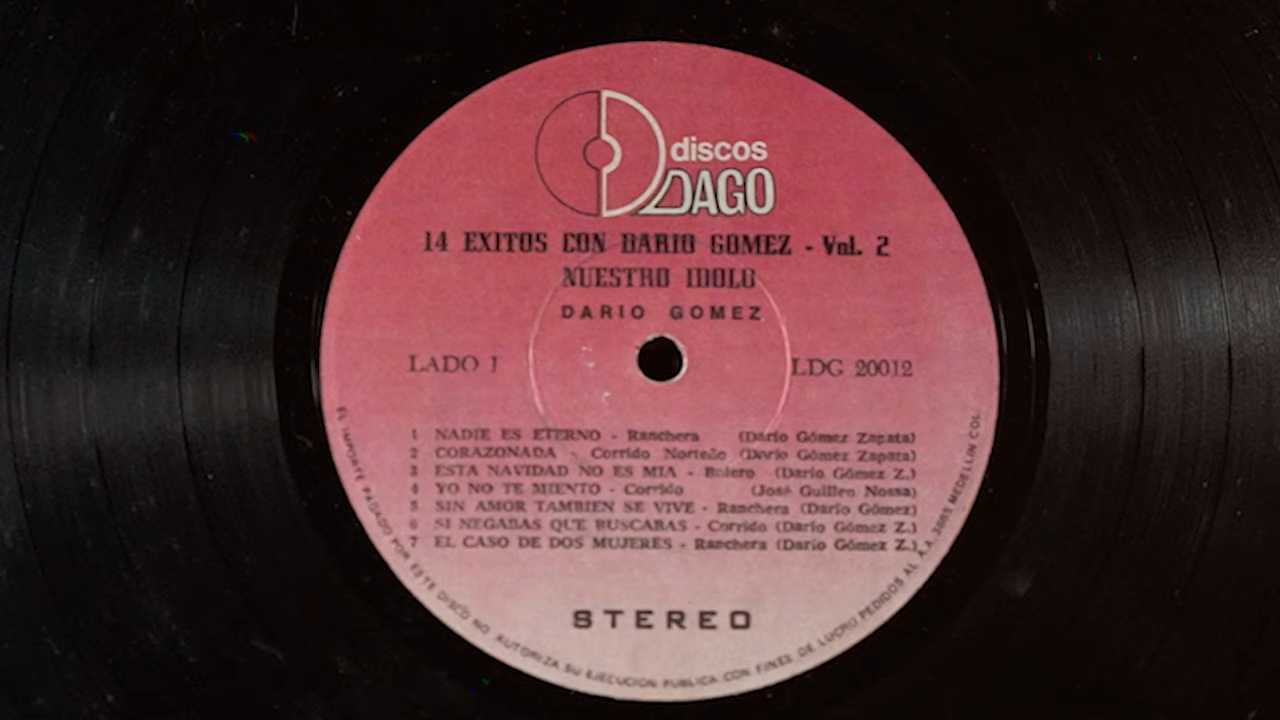 discos
DAGO
14 EXITOS CON DARIO GOMEZ - Vol. 2
NUESTRO IDOLO
DARIO GOMEZ
LADO 1
LDG 20012
1 NADIE ES ETERNO - Ranchera (Darío Gómez Zapata)
2 CORAZONADA - Corrido Norteño (Darío Gómez Zapata)
3 ESTA NAVIDAD NO ES MIA - Bolero (Darío Gómez Z.)
4 YO NO TE MIENTO - Corrido (José Guillen Nossa)
5 SIN AMOR TAMBIEN SE VIVE - Ranchera (Darío Gómez)
6 SI NEGABAS QUE BUSCABAS - Corrido (Darío Gómez Z.)
7 EL CASO DE DOS MUJERES - Ranchera (Darío Gómez Z.)
STEREO
EL IMPORTE PAGADO POR ESTE DISCO NO AUTORIZA SU EJECUCION PUBLICA CON FINES DE LUCRO PEDIDOS AL A.A. MEDELLIN COL.